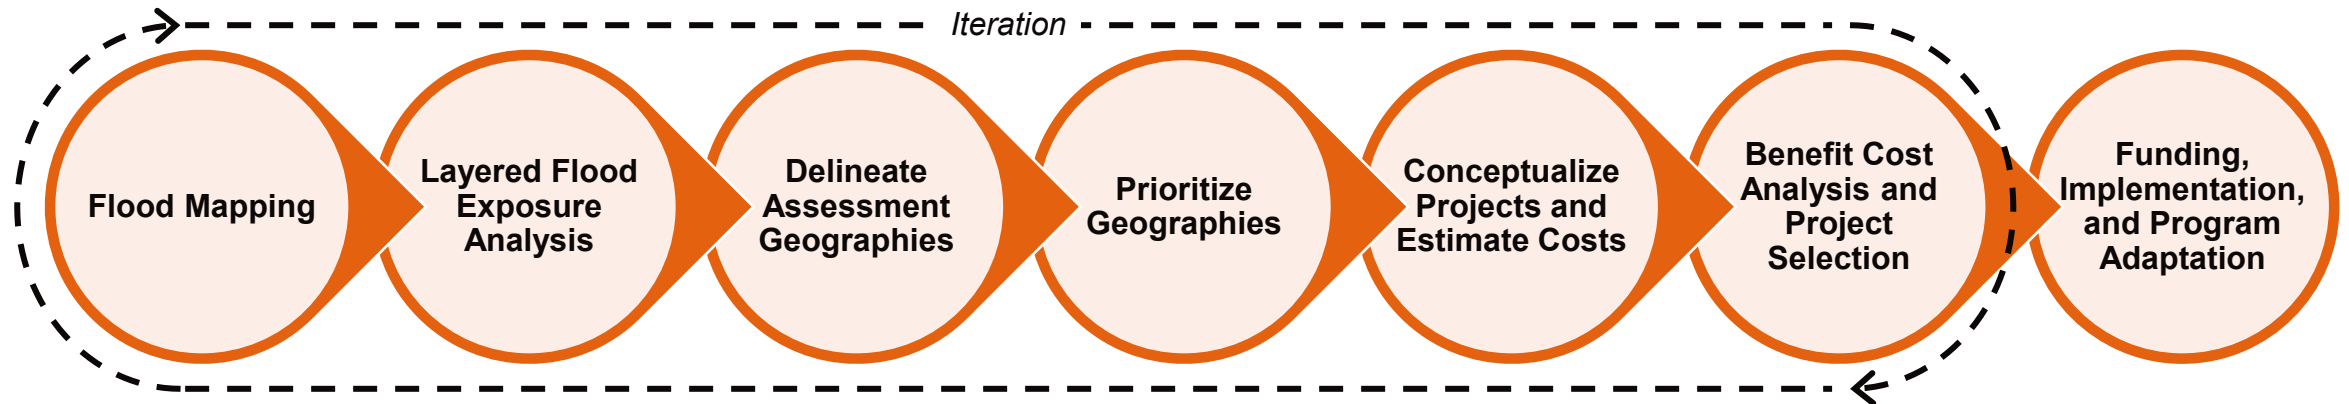 Iteration
Flood Mapping
Layered Flood
Exposure
Analysis
Delineate
Assessment
Geographies
Prioritize
Geographies
Conceptualize
Projects and
Estimate Costs
Benefit Cost
Analysis and
Project
Selection
Funding,
Implementation,
and Program
Adaptation